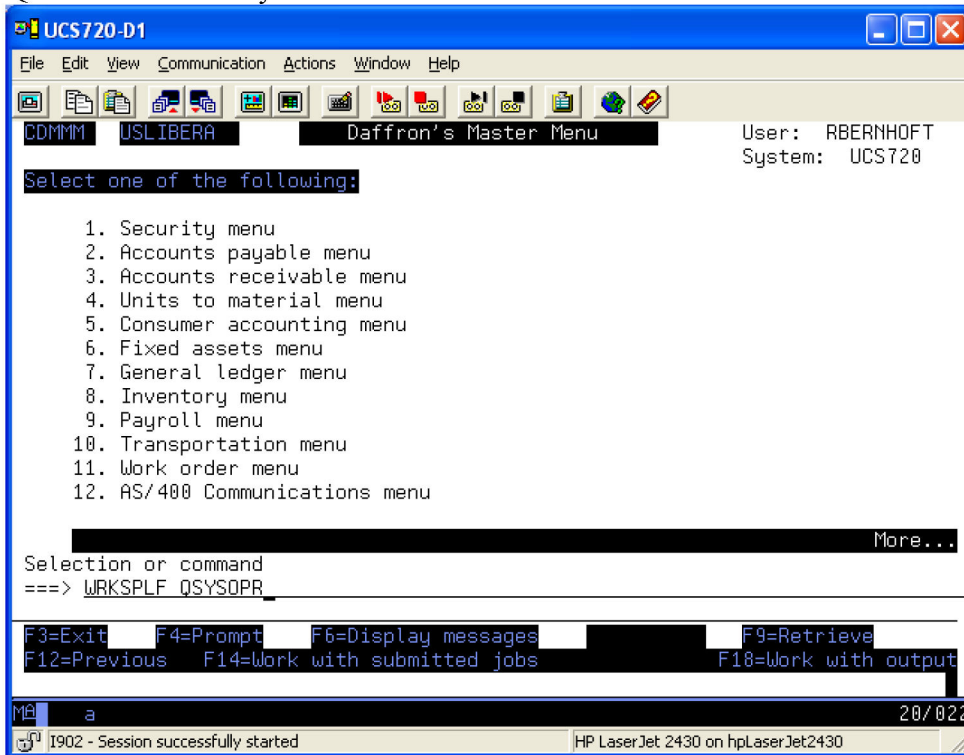 UCS720-D1
File Edit View Communication Actions Window Help
CDMMM USLIBERA Daffron's Master Menu User: RBERNHOFT
System: UCS720
Select one of the following:
1. Security menu
2. Accounts payable menu
3. Accounts receivable menu
4. Units to material menu
5. Consumer accounting menu
6. Fixed assets menu
7. General ledger menu
8. Inventory menu
9. Payroll menu
10. Transportation menu
11. Work order menu
12. AS/400 Communications menu
More...
Selection or command
===> WRKSPLF QSYSOPR_
F3=Exit F4=Prompt F6=Display messages F9=Retrieve
F12=Previous F14=Work with submitted jobs F18=Work with output
MA a 20/022
I902 - Session successfully started HP LaserJet 2430 on hpLaserJet2430